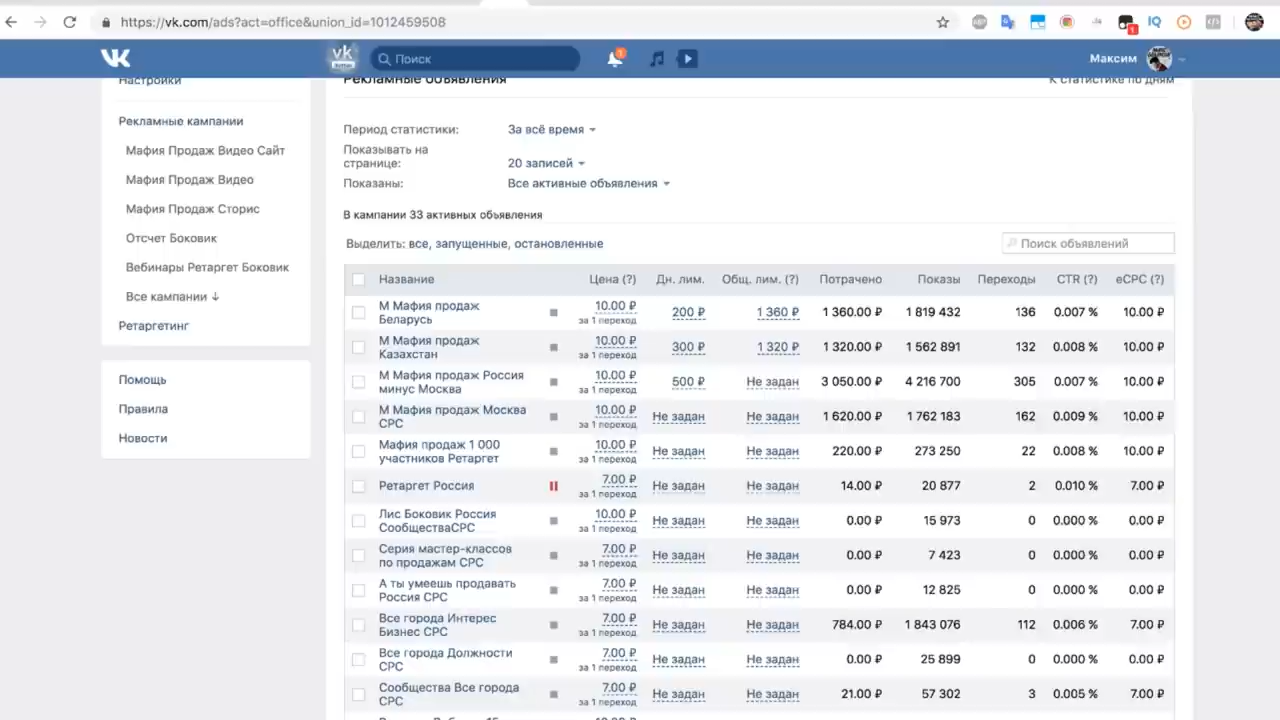 https://vk.com/ads?act=office&union_id=1012459508
Поиск
1
Максим
Настройки
Рекламные объявления
К статистике по дням
Рекламные кампании
Мафия Продаж Видео Сайт
Мафия Продаж Видео
Мафия Продаж Сторис
Отсчет Боковик
Вебинары Ретаргет Боковик
Все кампании ↓
Ретаргетинг
Помощь
Правила
Новости
Период статистики: За всё время
Показывать на
странице: 20 записей
Показаны: Все активные объявления
В кампании 33 активных объявления
Выделить: все, запущенные, остановленные
Поиск объявлений
Название Цена (?) Дн. лим. Общ. лим. (?) Потрачено Показы Переходы CTR (?) eCPC (?)
М Мафия продаж
Беларусь 10.00 ₽ за 1 переход 200 ₽ 1 360 ₽ 1 360.00 ₽ 1 819 432 136 0.007 % 10.00 ₽
М Мафия продаж
Казахстан 10.00 ₽ за 1 переход 300 ₽ 1 320 ₽ 1 320.00 ₽ 1 562 891 132 0.008 % 10.00 ₽
М Мафия продаж Россия
минус Москва 10.00 ₽ за 1 переход 500 ₽ Не задан 3 050.00 ₽ 4 216 700 305 0.007 % 10.00 ₽
М Мафия продаж Москва
СРС 10.00 ₽ за 1 переход Не задан Не задан 1 620.00 ₽ 1 762 183 162 0.009 % 10.00 ₽
Мафия продаж 1 000
участников Ретаргет 10.00 ₽ за 1 переход Не задан Не задан 220.00 ₽ 273 250 22 0.008 % 10.00 ₽
Ретаргет Россия 7.00 ₽ за 1 переход Не задан Не задан 14.00 ₽ 20 877 2 0.010 % 7.00 ₽
Лис Боковик Россия
СообществаСРС 10.00 ₽ за 1 переход Не задан Не задан 0.00 ₽ 15 973 0 0.000 % 0.00 ₽
Серия мастер-классов
по продажам СРС 7.00 ₽ за 1 переход Не задан Не задан 0.00 ₽ 7 423 0 0.000 % 0.00 ₽
А ты умеешь продавать
Россия СРС 7.00 ₽ за 1 переход Не задан Не задан 0.00 ₽ 12 825 0 0.000 % 0.00 ₽
Все города Интерес
Бизнес СРС 7.00 ₽ за 1 переход Не задан Не задан 784.00 ₽ 1 843 076 112 0.006 % 7.00 ₽
Все города Должности
СРС 7.00 ₽ за 1 переход Не задан Не задан 0.00 ₽ 25 899 0 0.000 % 0.00 ₽
Сообщества Все города
СРС 7.00 ₽ за 1 переход Не задан Не задан 21.00 ₽ 57 302 3 0.005 % 7.00 ₽